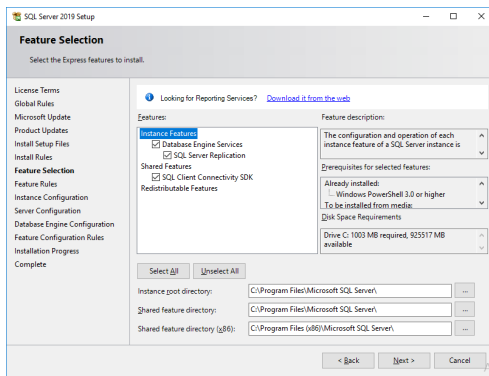 SQL Server 2019 Setup
Feature Selection
Select the Express features to install.
License Terms
Global Rules
Microsoft Update
Product Updates
Install Setup Files
Install Rules
Feature Selection
Feature Rules
Instance Configuration
Server Configuration
Database Engine Configuration
Feature Configuration Rules
Installation Progress
Complete
Looking for Reporting Services? Download it from the web
Features:
Instance Features
Database Engine Services
SQL Server Replication
Shared Features
SQL Client Connectivity SDK
Redistributable Features
Feature description:
The configuration and operation of each
instance feature of a SQL Server instance is
Prerequisites for selected features:
Already installed:
Windows PowerShell 3.0 or higher
To be installed from media:
Disk Space Requirements
Drive C: 1003 MB required, 925517 MB
available
Select All
Unselect All
Instance root directory: C:\Program Files\Microsoft SQL Server\ ...
Shared feature directory: C:\Program Files\Microsoft SQL Server\ ...
Shared feature directory (x86): C:\Program Files (x86)\Microsoft SQL Server\ ...
< Back
Next >
Cancel